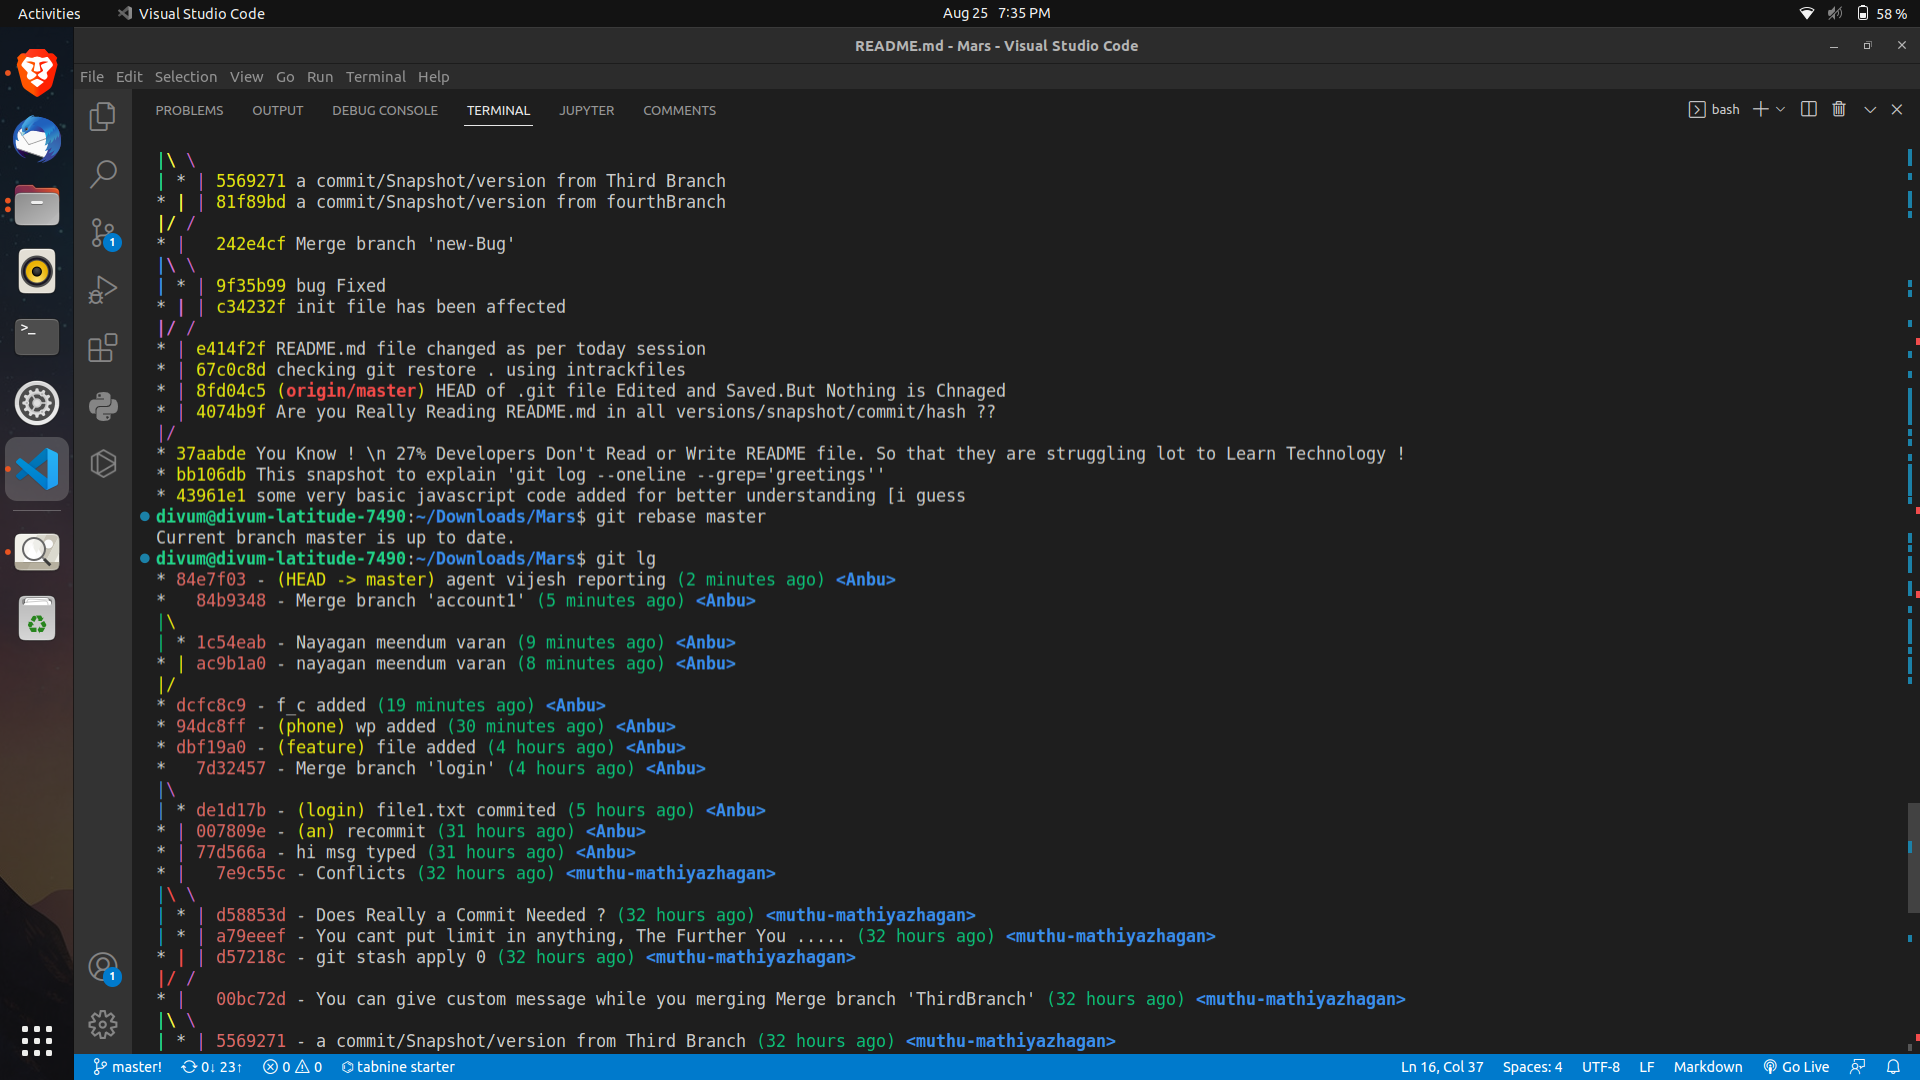 Activities Visual Studio Code Aug 25 7:35 PM 58 %
README.md - Mars - Visual Studio Code
File Edit Selection View Go Run Terminal Help
PROBLEMS OUTPUT DEBUG CONSOLE TERMINAL JUPYTER COMMENTS bash
|\ \
| * | 5569271 a commit/Snapshot/version from Third Branch
* | | 81f89bd a commit/Snapshot/version from fourthBranch
|/ /
* | 242e4cf Merge branch 'new-Bug'
|\ \
| * | 9f35b99 bug Fixed
* | | c34232f init file has been affected
|/ /
* | e414f2f README.md file changed as per today session
* | 67c0c8d checking git restore . using intrackfiles
* | 8fd04c5 (origin/master) HEAD of .git file Edited and Saved.But Nothing is Chnaged
* | 4074b9f Are you Really Reading README.md in all versions/snapshot/commit/hash ??
|/
* 37aabde You Know ! \n 27% Developers Don't Read or Write README file. So that they are struggling lot to Learn Technology !
* bb106db This snapshot to explain 'git log --oneline --grep='greetings''
* 43961e1 some very basic javascript code added for better understanding [i guess
divum@divum-latitude-7490:~/Downloads/Mars$ git rebase master
Current branch master is up to date.
divum@divum-latitude-7490:~/Downloads/Mars$ git lg
* 84e7f03 - (HEAD -> master) agent vijesh reporting (2 minutes ago) <Anbu>
* 84b9348 - Merge branch 'account1' (5 minutes ago) <Anbu>
|\
| * 1c54eab - Nayagan meendum varan (9 minutes ago) <Anbu>
* | ac9b1a0 - nayagan meendum varan (8 minutes ago) <Anbu>
|/
* dcfc8c9 - f_c added (19 minutes ago) <Anbu>
* 94dc8ff - (phone) wp added (30 minutes ago) <Anbu>
* dbf19a0 - (feature) file added (4 hours ago) <Anbu>
* 7d32457 - Merge branch 'login' (4 hours ago) <Anbu>
|\
| * de1d17b - (login) file1.txt commited (5 hours ago) <Anbu>
* | 007809e - (an) recommit (31 hours ago) <Anbu>
* | 77d566a - hi msg typed (31 hours ago) <Anbu>
* | 7e9c55c - Conflicts (32 hours ago) <muthu-mathiyazhagan>
|\ \
| * | d58853d - Does Really a Commit Needed ? (32 hours ago) <muthu-mathiyazhagan>
| * | a79eeef - You cant put limit in anything, The Further You ..... (32 hours ago) <muthu-mathiyazhagan>
* | | d57218c - git stash apply 0 (32 hours ago) <muthu-mathiyazhagan>
|/ /
* | 00bc72d - You can give custom message while you merging Merge branch 'ThirdBranch' (32 hours ago) <muthu-mathiyazhagan>
|\ \
| * | 5569271 - a commit/Snapshot/version from Third Branch (32 hours ago) <muthu-mathiyazhagan>
1
1
master! 0↓ 23↑ 0 0 tabnine starter Ln 16, Col 37 Spaces: 4 UTF-8 LF Markdown Go Live